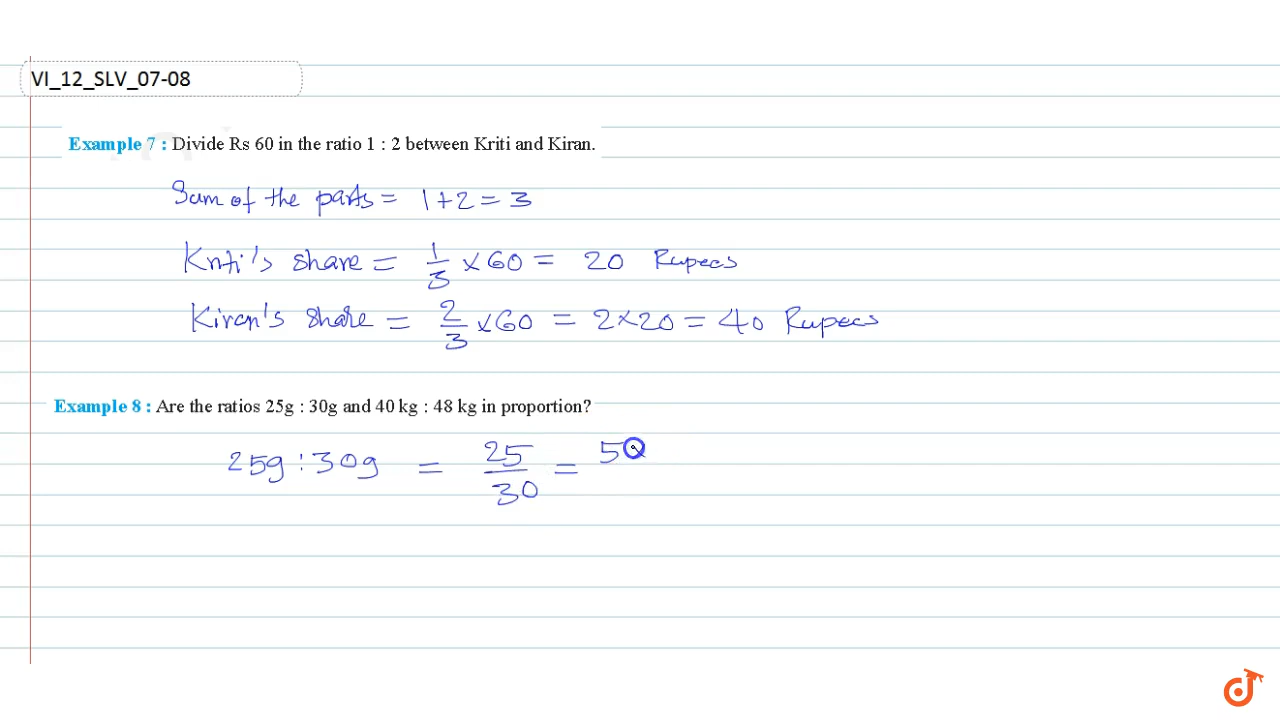 VI_12_SLV_07-08
Example 7 : Divide Rs 60 in the ratio 1 : 2 between Kriti and Kiran.
Sum of the parts = 1+2 = 3
Kriti's share = 1/3 × 60 = 20 Rupees
Kiran's share = 2/3 × 60 = 2×20 = 40 Rupees
Example 8 : Are the ratios 25g : 30g and 40 kg : 48 kg in proportion?
25g : 30g = 25/30 = 5